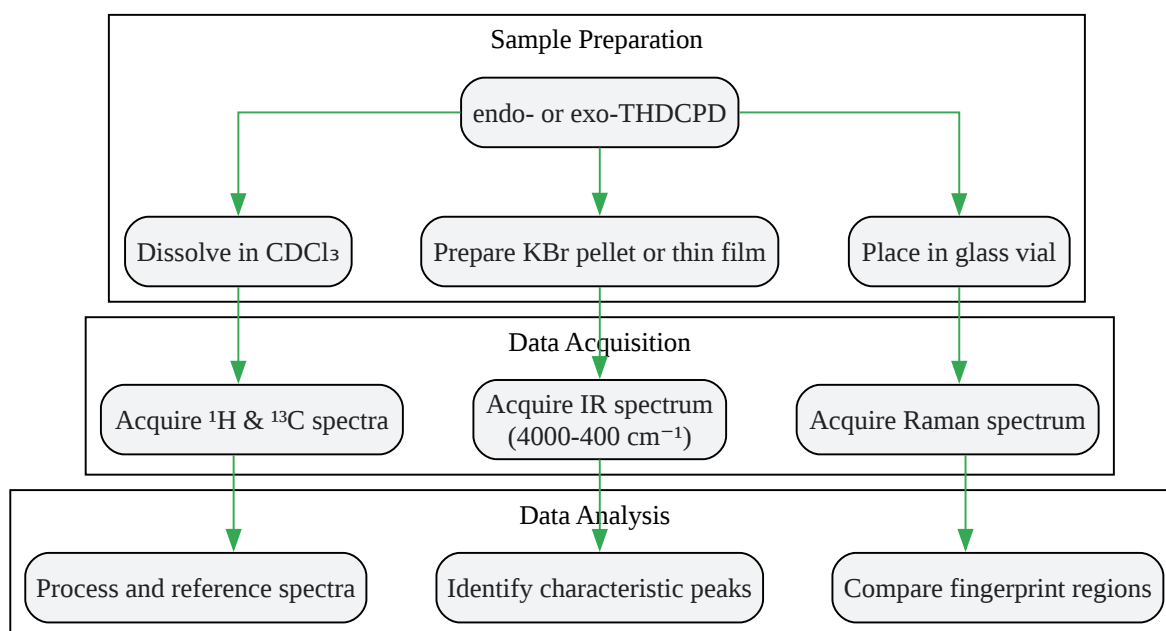 Sample Preparation
endo- or exo-THDCPD
Dissolve in CDCl₃
Prepare KBr pellet or thin film
Place in glass vial
Data Acquisition
Acquire ¹H & ¹³C spectra
Acquire IR spectrum
(4000-400 cm⁻¹)
Acquire Raman spectrum
Data Analysis
Process and reference spectra
Identify characteristic peaks
Compare fingerprint regions